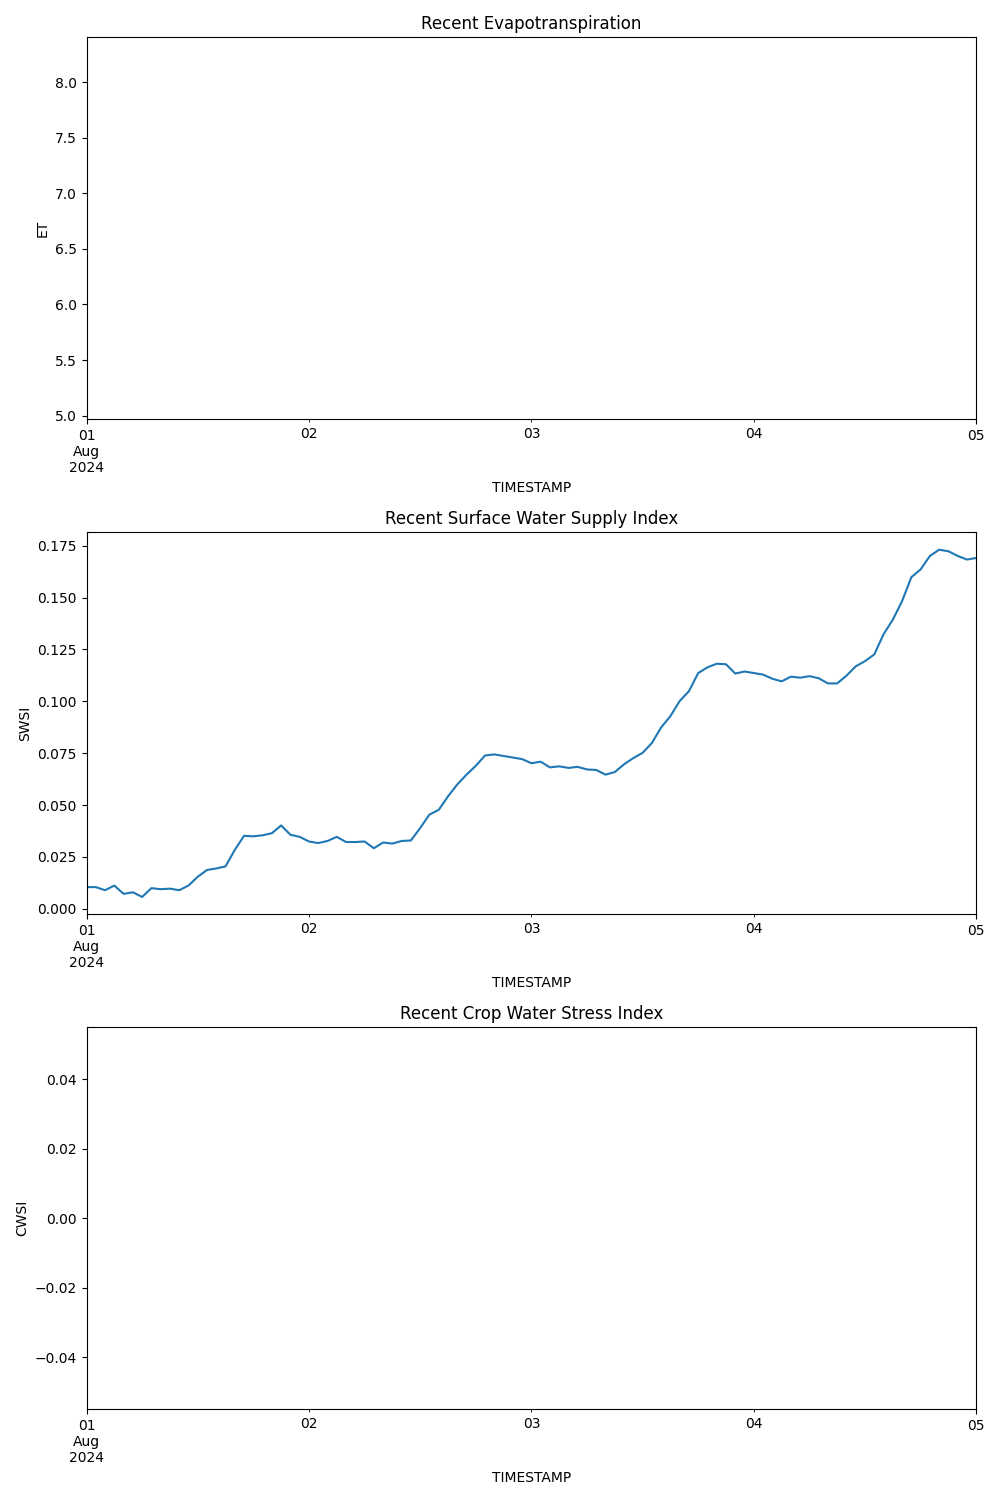 Recent Evapotranspiration
8.0
7.5
7.0
6.5
6.0
5.5
5.0
ET
01 02 03 04 05
Aug
2024
TIMESTAMP
Recent Surface Water Supply Index
0.175
0.150
0.125
0.100
0.075
0.050
0.025
0.000
SWSI
01 02 03 04 05
Aug
2024
TIMESTAMP
Recent Crop Water Stress Index
0.04
0.02
0.00
−0.02
−0.04
CWSI
01 02 03 04 05
Aug
2024
TIMESTAMP